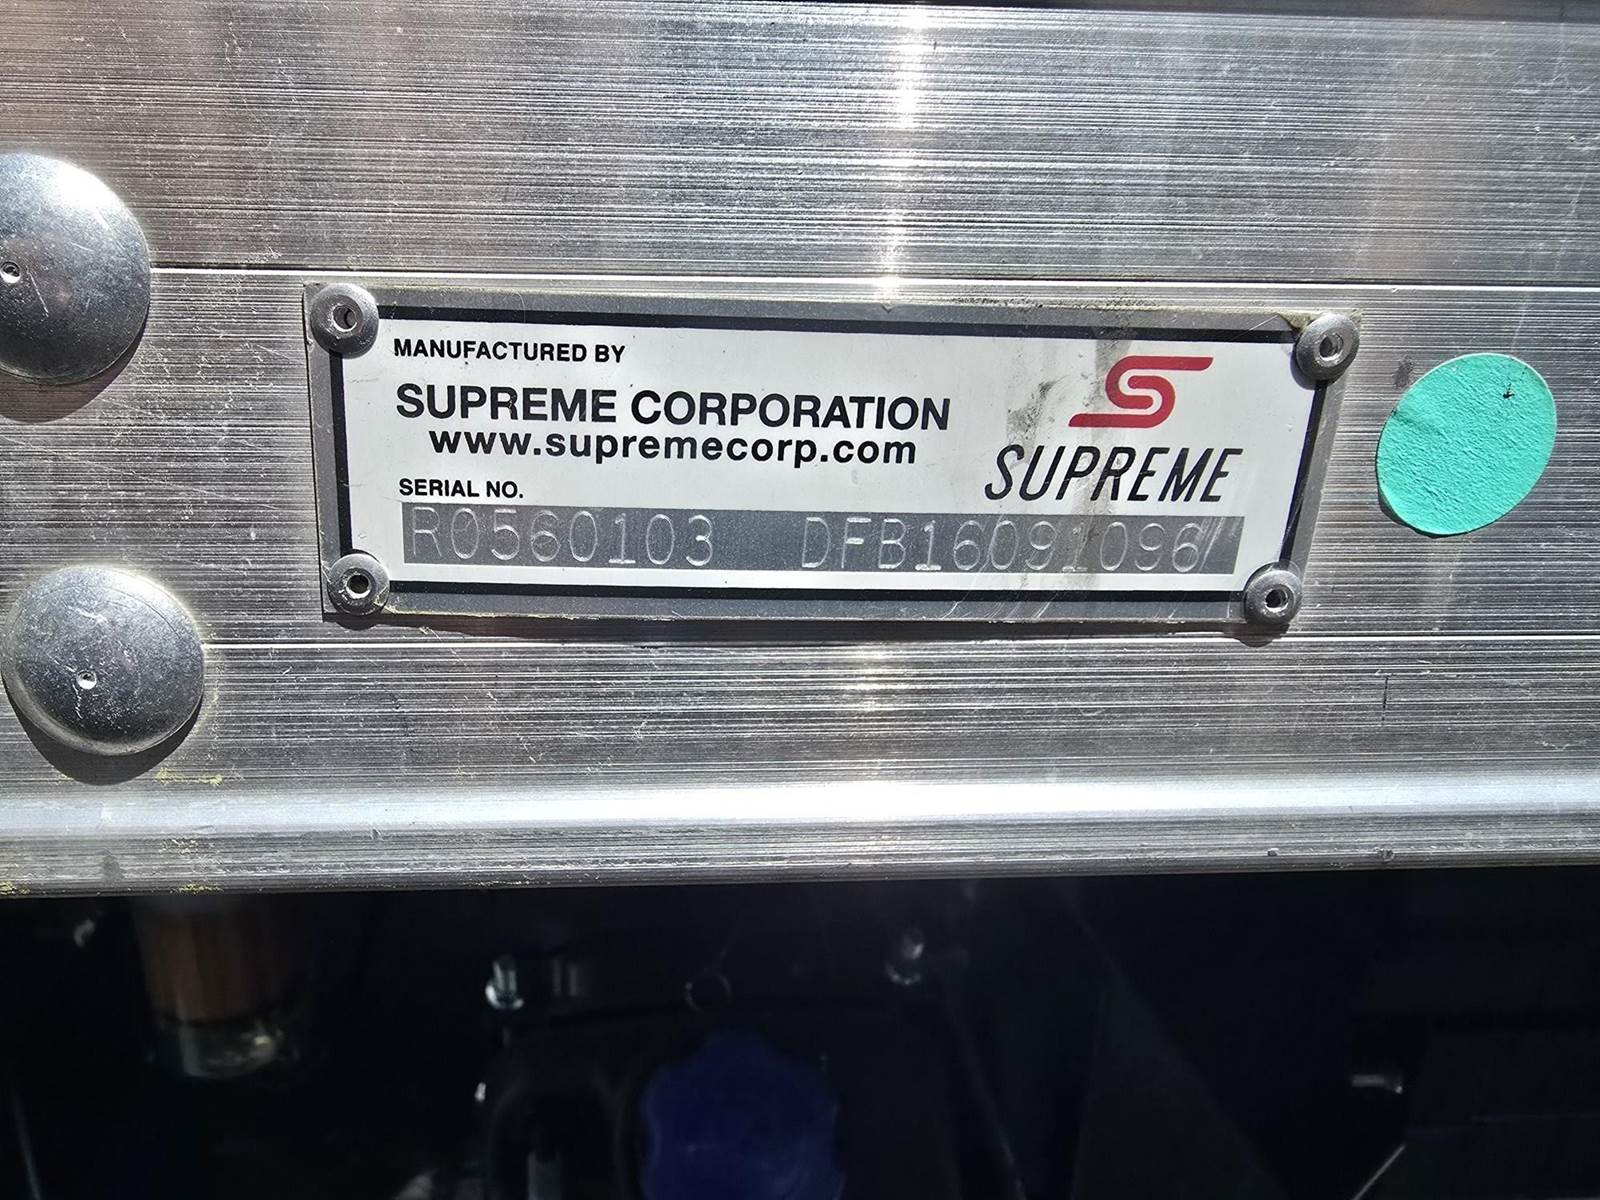 MANUFACTURED BY
SUPREME CORPORATION
www.supremecorp.com
SUPREME
SERIAL NO.
R0560103 DFB16091096